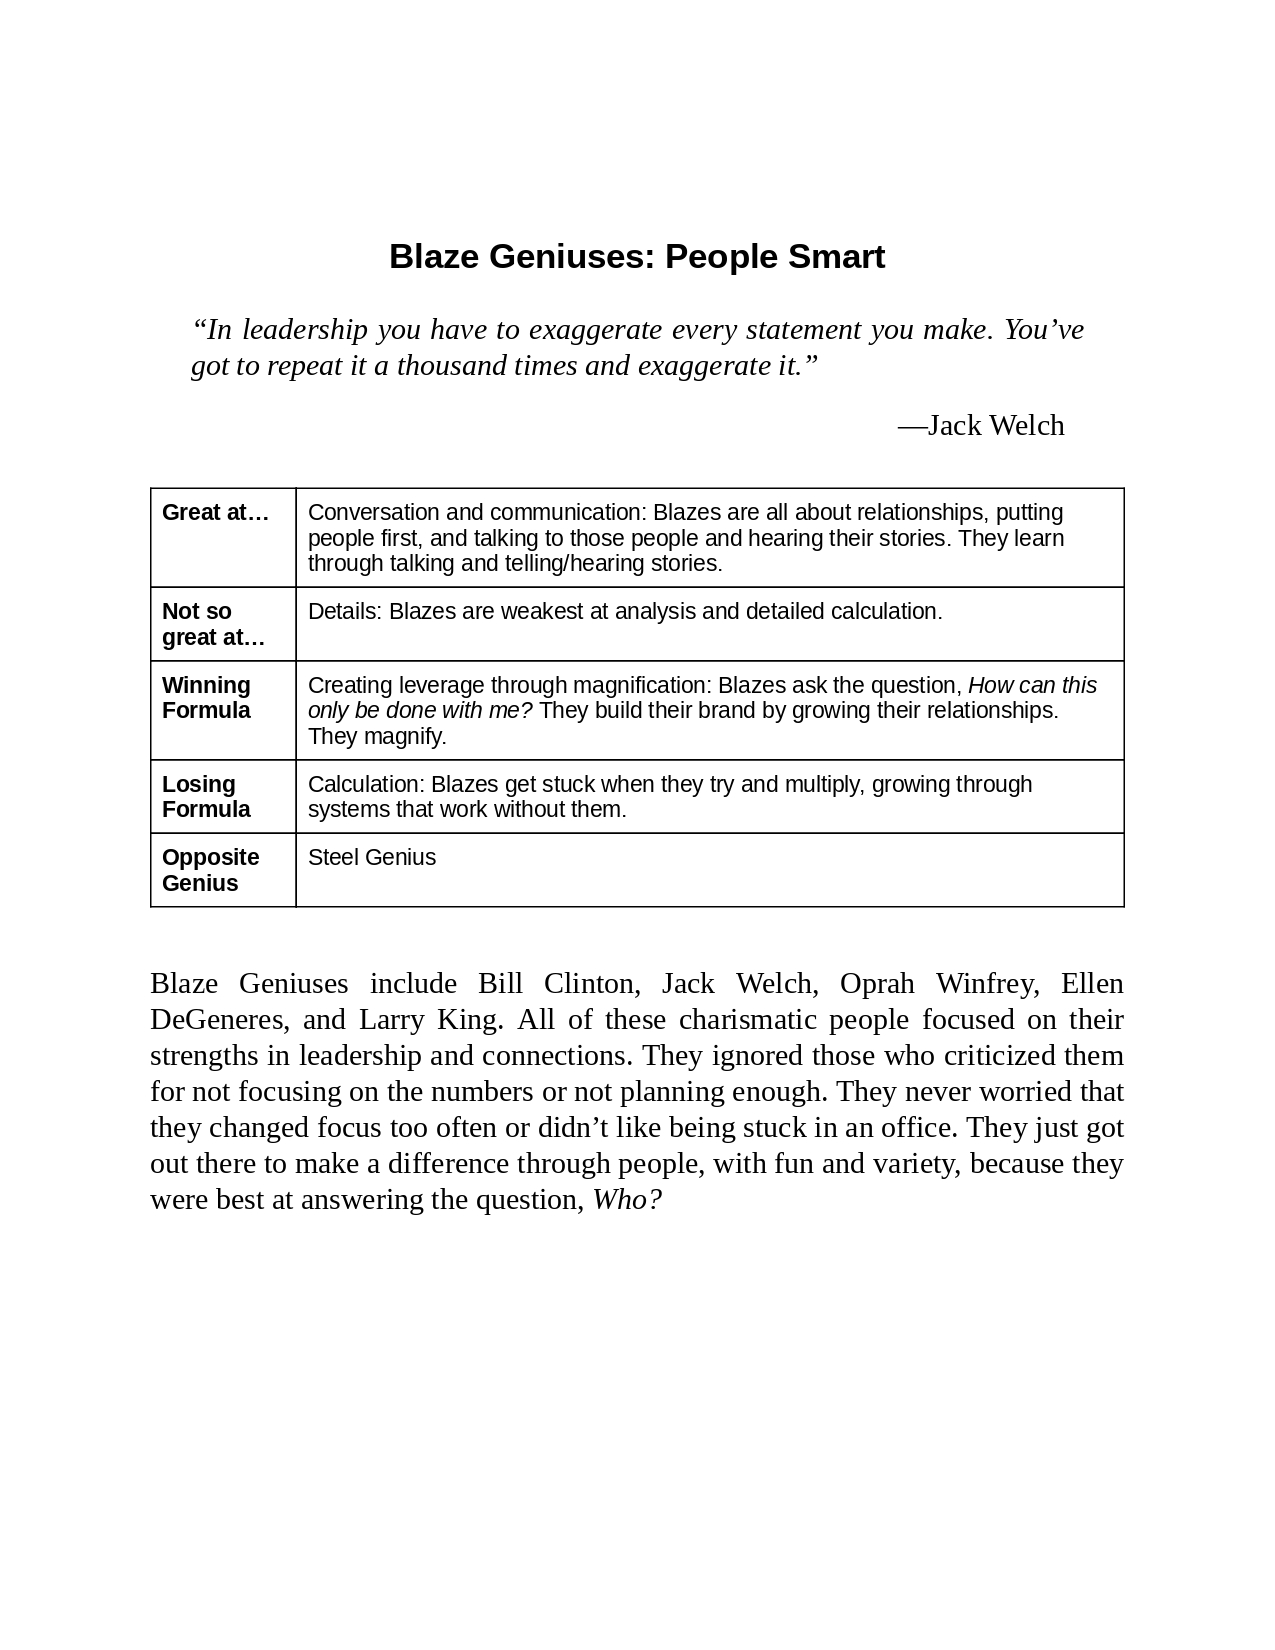 Blaze Geniuses: People Smart
“In leadership you have to exaggerate every statement you make. You’ve
got to repeat it a thousand times and exaggerate it.”
—Jack Welch
Great at…
Conversation and communication: Blazes are all about relationships, putting
people first, and talking to those people and hearing their stories. They learn
through talking and telling/hearing stories.
Not so
great at…
Details: Blazes are weakest at analysis and detailed calculation.
Winning
Formula
Creating leverage through magnification: Blazes ask the question, How can this
only be done with me? They build their brand by growing their relationships.
They magnify.
Losing
Formula
Calculation: Blazes get stuck when they try and multiply, growing through
systems that work without them.
Opposite
Genius
Steel Genius
Blaze Geniuses include Bill Clinton, Jack Welch, Oprah Winfrey, Ellen
DeGeneres, and Larry King. All of these charismatic people focused on their
strengths in leadership and connections. They ignored those who criticized them
for not focusing on the numbers or not planning enough. They never worried that
they changed focus too often or didn’t like being stuck in an office. They just got
out there to make a difference through people, with fun and variety, because they
were best at answering the question, Who?